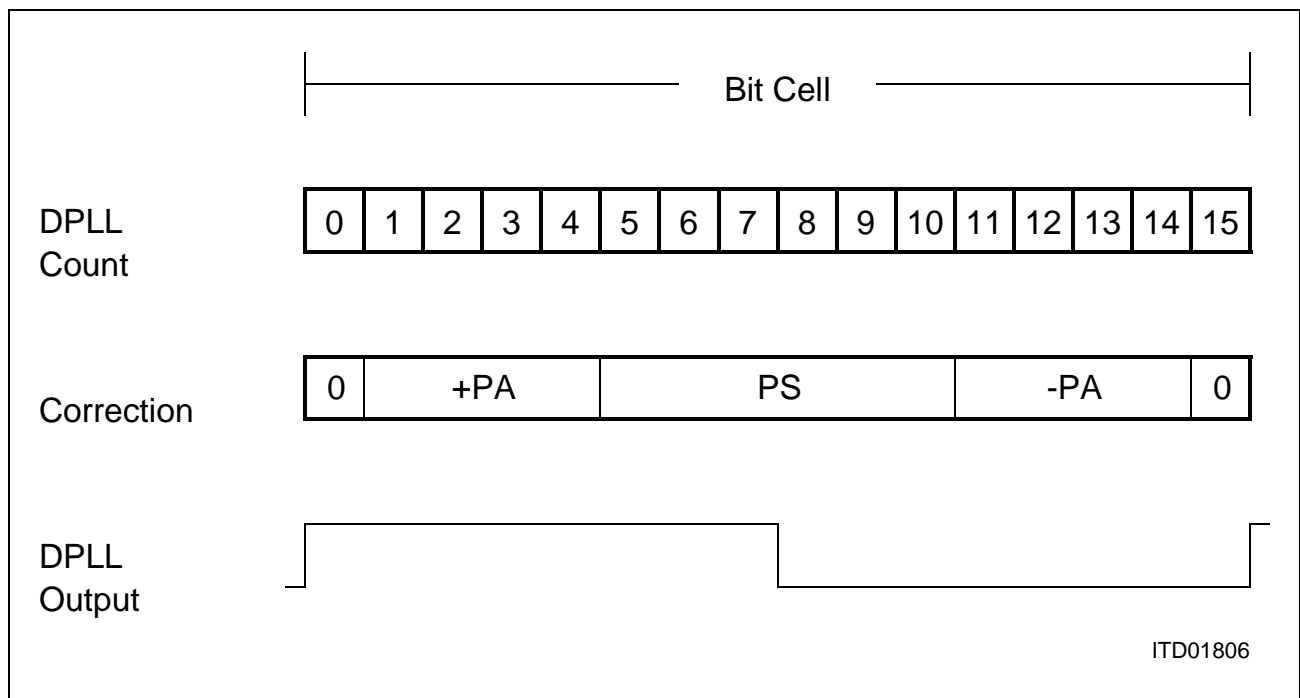 Bit Cell
DPLL
Count
0 1 2 3 4 5 6 7 8 9 10 11 12 13 14 15
Correction
0 +PA PS -PA 0
DPLL
Output
ITD01806